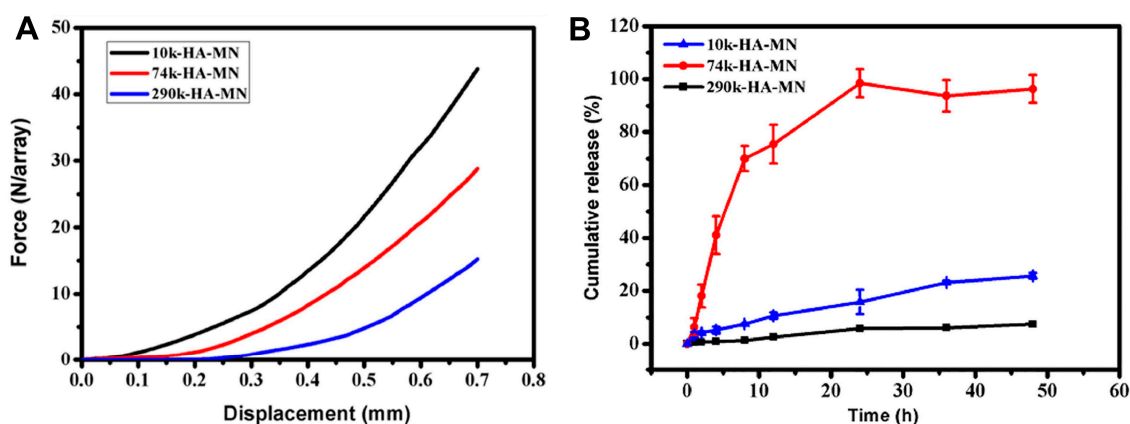 A
50
40
30
20
10
0
Force (N/array)
10k-HA-MN
74k-HA-MN
290k-HA-MN
0.0 0.1 0.2 0.3 0.4 0.5 0.6 0.7 0.8
Displacement (mm)
B
120
100
80
60
40
20
0
Cumulative release (%)
10k-HA-MN
74k-HA-MN
290k-HA-MN
0 10 20 30 40 50 60
Time (h)